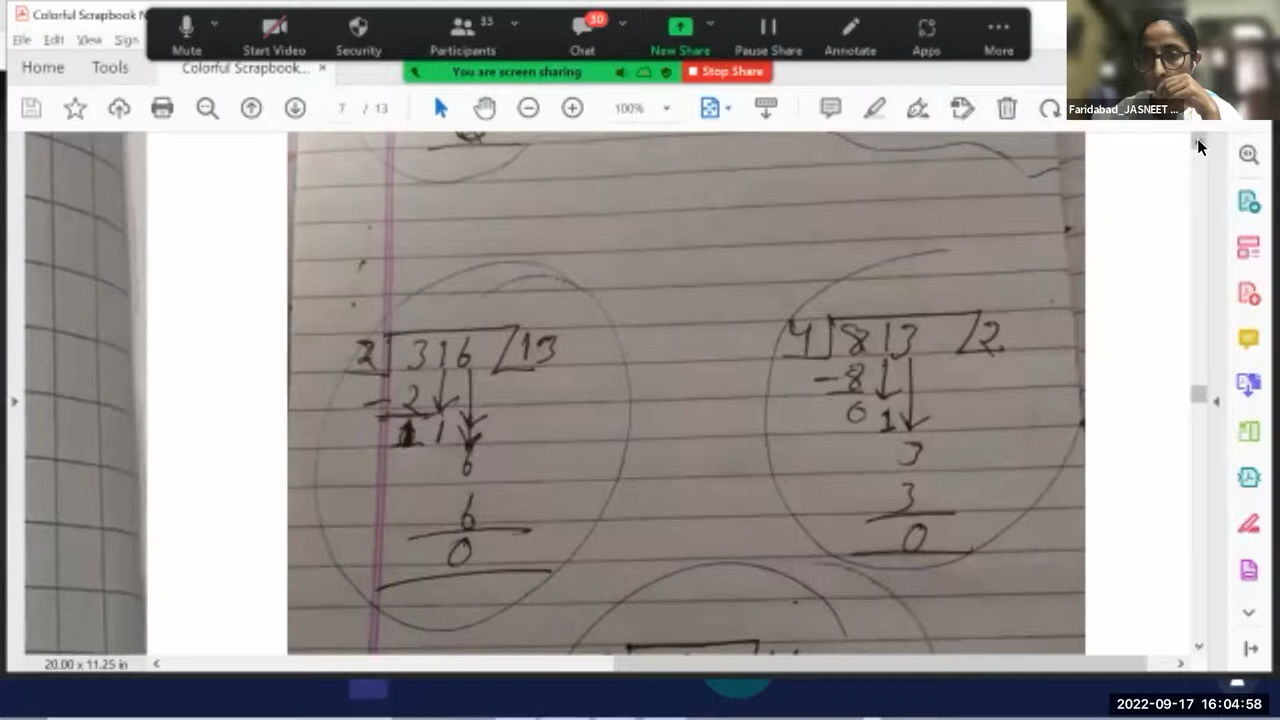 Colorful Scrapbook N
File Edit View Sign
Mute
Start Video
Security
33
Participants
30
Chat
New Share
Pause Share
Annotate
Apps
More
Home
Tools
Colorful Scrapbook... ×
You are screen sharing
Stop Share
Faridabad_JASNEET ...
7 / 13
100%
2 316 13
- 2
1 1
6
6
0
4 813 2
- 8
0 1
3
3
0
20.00 x 11.25 in
2022-09-17 16:04:58